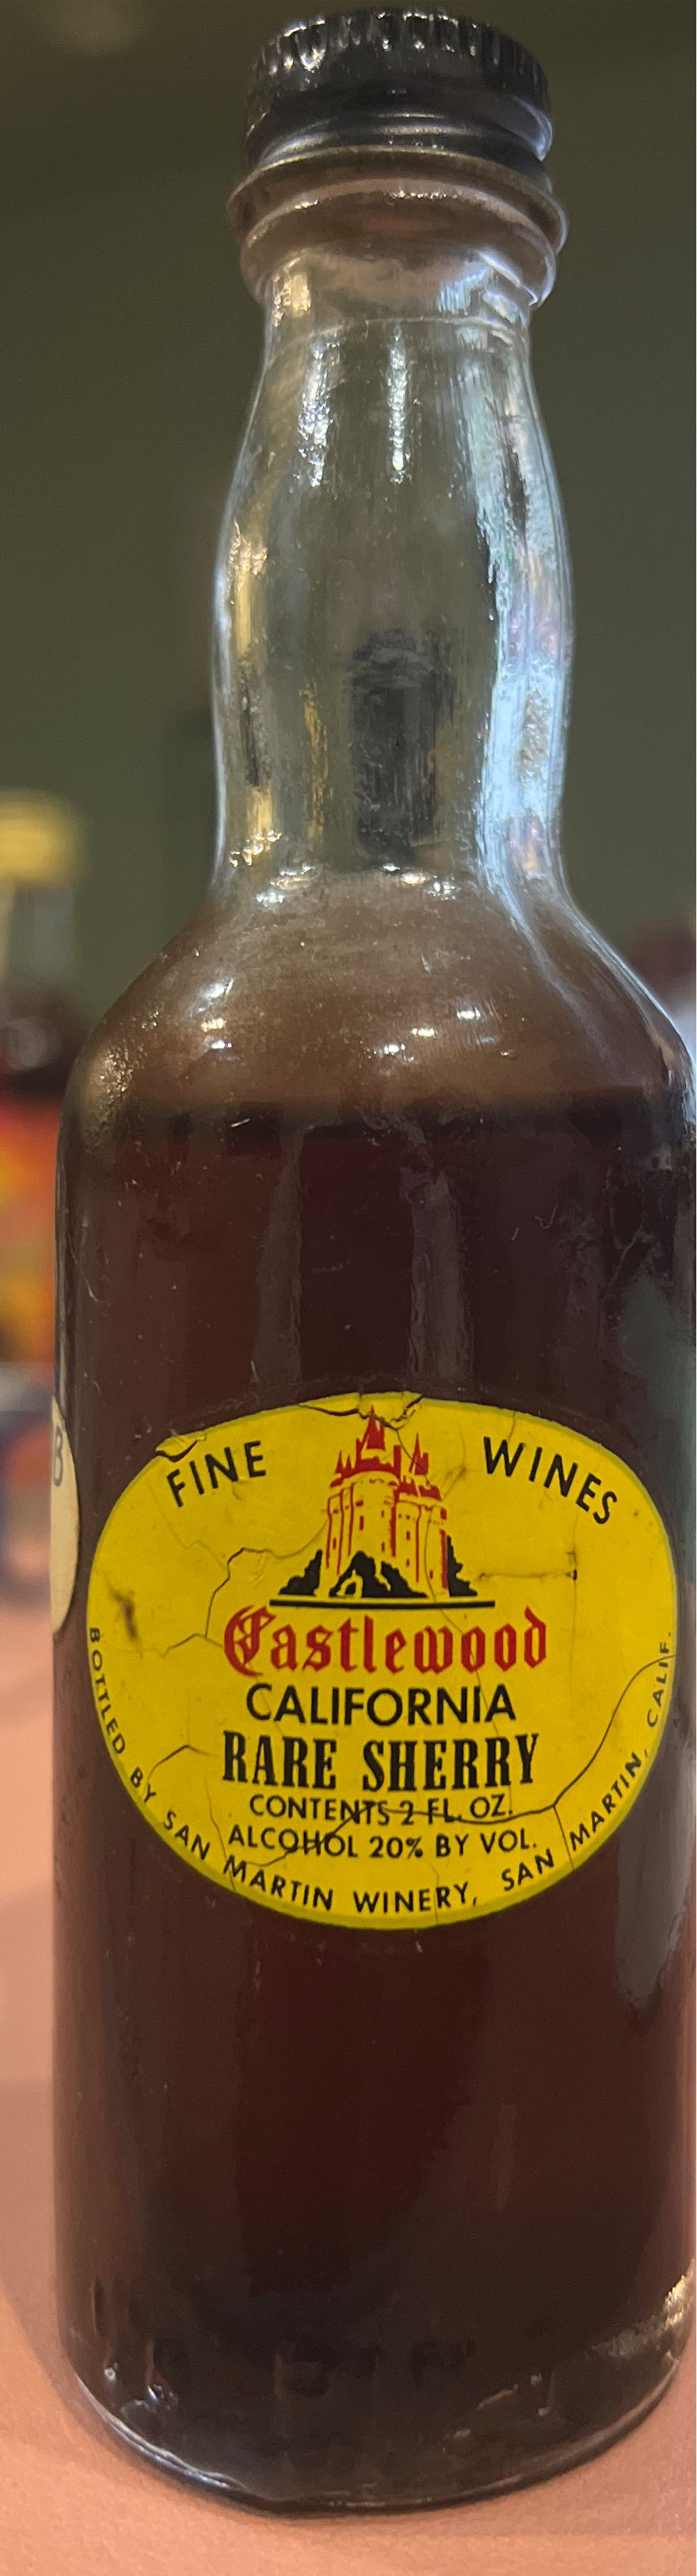 FINE WINES
Castlewood
CALIFORNIA
RARE SHERRY
CONTENTS 2 FL. OZ.
ALCOHOL 20% BY VOL.
BOTTLED BY SAN MARTIN WINERY, SAN MARTIN, CALIF.
B